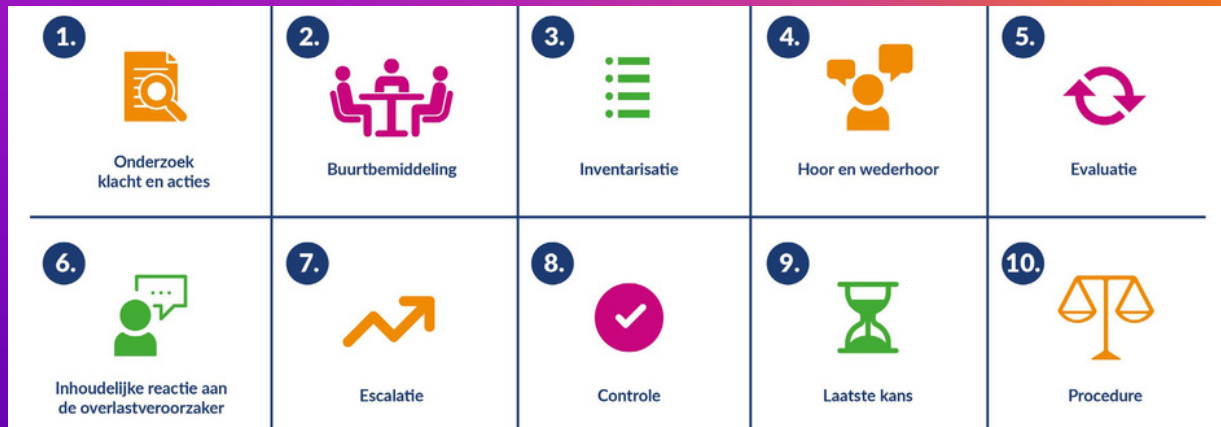 1.
Onderzoek
klacht en acties
2.
Buurtbemiddeling
3.
Inventarisatie
4.
Hoor en wederhoor
5.
Evaluatie
6.
Inhoudelijke reactie aan
de overlastveroorzaker
7.
Escalatie
8.
Controle
9.
Laatste kans
10.
Procedure